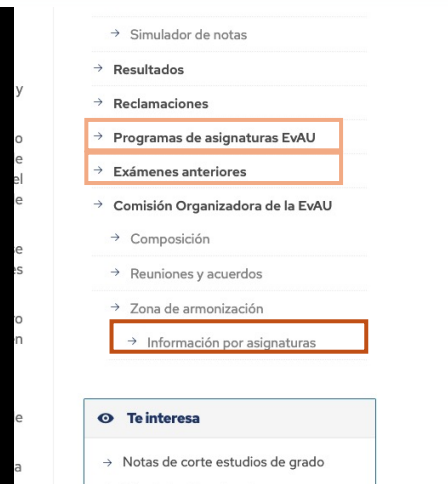 Simulador de notas
Resultados
Reclamaciones
Programas de asignaturas EvAU
Exámenes anteriores
Comisión Organizadora de la EvAU
Composición
Reuniones y acuerdos
Zona de armonización
Información por asignaturas
Te interesa
Notas de corte estudios de grado